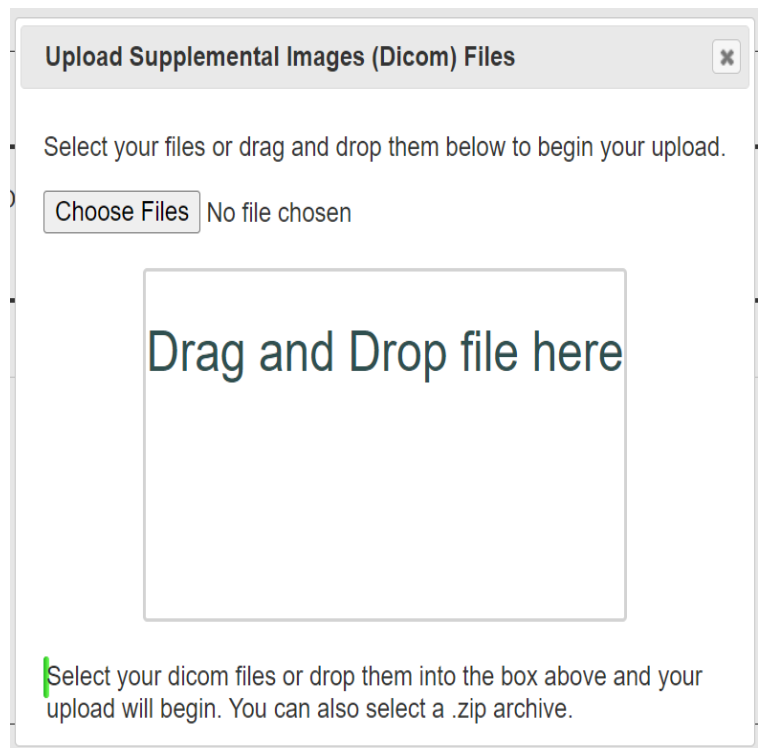 Upload Supplemental Images (Dicom) Files
Select your files or drag and drop them below to begin your upload.
Choose Files No file chosen
Drag and Drop file here
Select your dicom files or drop them into the box above and your
upload will begin. You can also select a .zip archive.